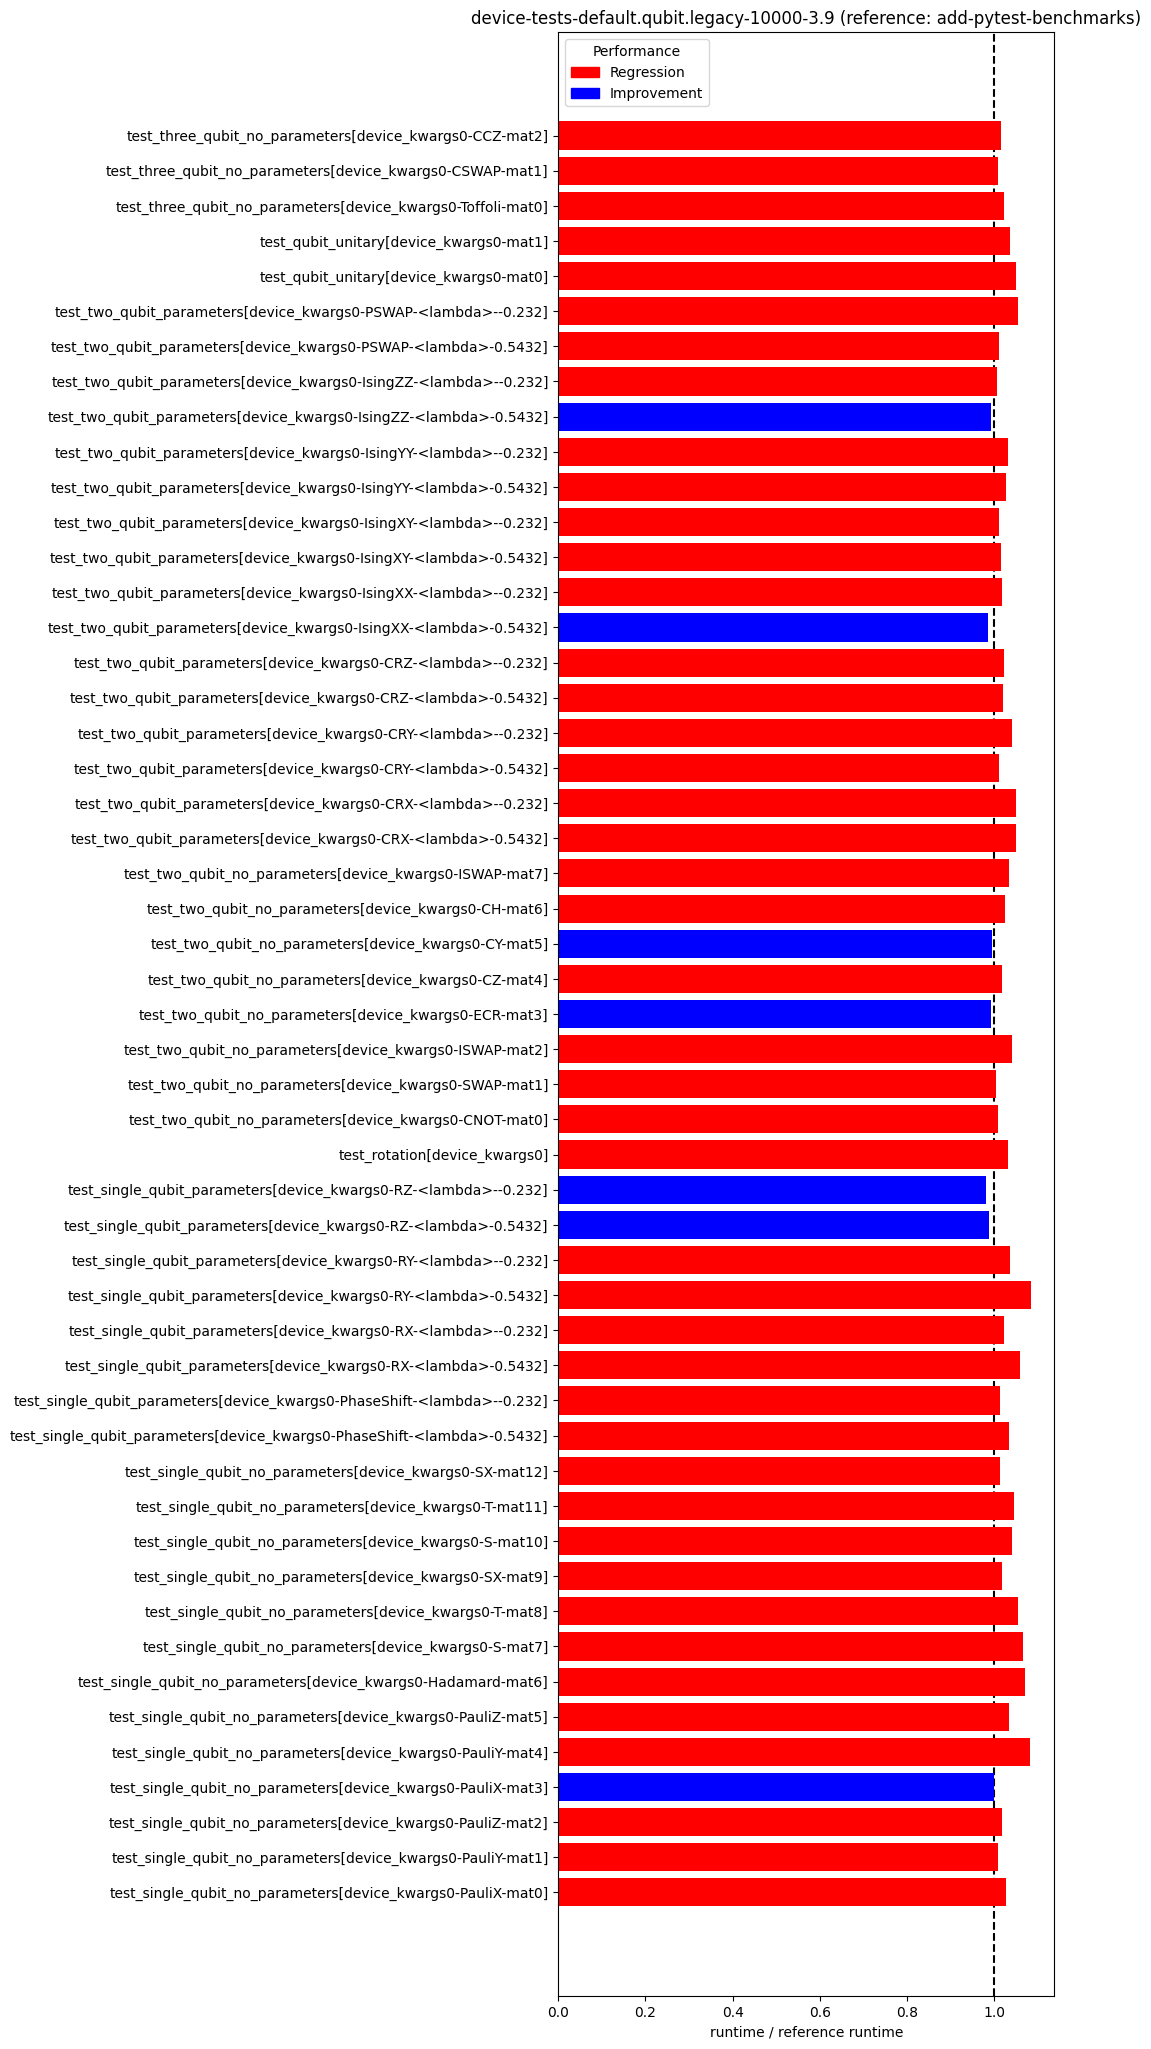 device-tests-default.qubit.legacy-10000-3.9 (reference: add-pytest-benchmarks)
Performance
Regression
Improvement
test_three_qubit_no_parameters[device_kwargs0-CCZ-mat2]
test_three_qubit_no_parameters[device_kwargs0-CSWAP-mat1]
test_three_qubit_no_parameters[device_kwargs0-Toffoli-mat0]
test_qubit_unitary[device_kwargs0-mat1]
test_qubit_unitary[device_kwargs0-mat0]
test_two_qubit_parameters[device_kwargs0-PSWAP-<lambda>--0.232]
test_two_qubit_parameters[device_kwargs0-PSWAP-<lambda>-0.5432]
test_two_qubit_parameters[device_kwargs0-IsingZZ-<lambda>--0.232]
test_two_qubit_parameters[device_kwargs0-IsingZZ-<lambda>-0.5432]
test_two_qubit_parameters[device_kwargs0-IsingYY-<lambda>--0.232]
test_two_qubit_parameters[device_kwargs0-IsingYY-<lambda>-0.5432]
test_two_qubit_parameters[device_kwargs0-IsingXY-<lambda>--0.232]
test_two_qubit_parameters[device_kwargs0-IsingXY-<lambda>-0.5432]
test_two_qubit_parameters[device_kwargs0-IsingXX-<lambda>--0.232]
test_two_qubit_parameters[device_kwargs0-IsingXX-<lambda>-0.5432]
test_two_qubit_parameters[device_kwargs0-CRZ-<lambda>--0.232]
test_two_qubit_parameters[device_kwargs0-CRZ-<lambda>-0.5432]
test_two_qubit_parameters[device_kwargs0-CRY-<lambda>--0.232]
test_two_qubit_parameters[device_kwargs0-CRY-<lambda>-0.5432]
test_two_qubit_parameters[device_kwargs0-CRX-<lambda>--0.232]
test_two_qubit_parameters[device_kwargs0-CRX-<lambda>-0.5432]
test_two_qubit_no_parameters[device_kwargs0-ISWAP-mat7]
test_two_qubit_no_parameters[device_kwargs0-CH-mat6]
test_two_qubit_no_parameters[device_kwargs0-CY-mat5]
test_two_qubit_no_parameters[device_kwargs0-CZ-mat4]
test_two_qubit_no_parameters[device_kwargs0-ECR-mat3]
test_two_qubit_no_parameters[device_kwargs0-ISWAP-mat2]
test_two_qubit_no_parameters[device_kwargs0-SWAP-mat1]
test_two_qubit_no_parameters[device_kwargs0-CNOT-mat0]
test_rotation[device_kwargs0]
test_single_qubit_parameters[device_kwargs0-RZ-<lambda>--0.232]
test_single_qubit_parameters[device_kwargs0-RZ-<lambda>-0.5432]
test_single_qubit_parameters[device_kwargs0-RY-<lambda>--0.232]
test_single_qubit_parameters[device_kwargs0-RY-<lambda>-0.5432]
test_single_qubit_parameters[device_kwargs0-RX-<lambda>--0.232]
test_single_qubit_parameters[device_kwargs0-RX-<lambda>-0.5432]
test_single_qubit_parameters[device_kwargs0-PhaseShift-<lambda>--0.232]
test_single_qubit_parameters[device_kwargs0-PhaseShift-<lambda>-0.5432]
test_single_qubit_no_parameters[device_kwargs0-SX-mat12]
test_single_qubit_no_parameters[device_kwargs0-T-mat11]
test_single_qubit_no_parameters[device_kwargs0-S-mat10]
test_single_qubit_no_parameters[device_kwargs0-SX-mat9]
test_single_qubit_no_parameters[device_kwargs0-T-mat8]
test_single_qubit_no_parameters[device_kwargs0-S-mat7]
test_single_qubit_no_parameters[device_kwargs0-Hadamard-mat6]
test_single_qubit_no_parameters[device_kwargs0-PauliZ-mat5]
test_single_qubit_no_parameters[device_kwargs0-PauliY-mat4]
test_single_qubit_no_parameters[device_kwargs0-PauliX-mat3]
test_single_qubit_no_parameters[device_kwargs0-PauliZ-mat2]
test_single_qubit_no_parameters[device_kwargs0-PauliY-mat1]
test_single_qubit_no_parameters[device_kwargs0-PauliX-mat0]
0.0 0.2 0.4 0.6 0.8 1.0
runtime / reference runtime